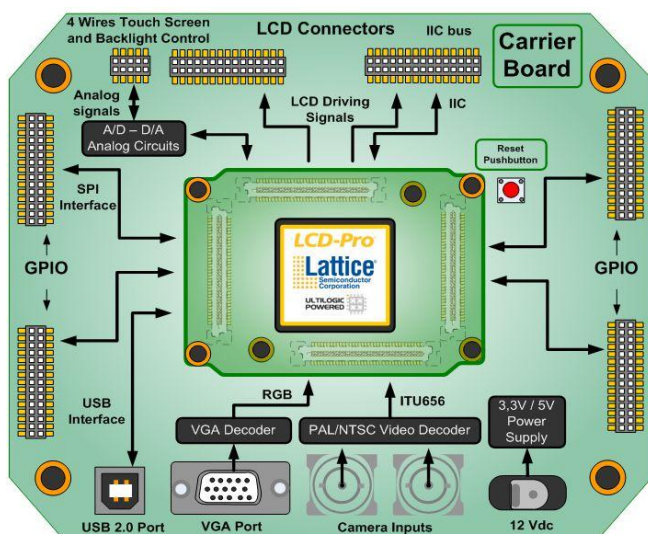 4 Wires Touch Screen
and Backlight Control
LCD Connectors
IIC bus
Carrier
Board
Analog
signals
LCD Driving
Signals
IIC
A/D – D/A
Analog Circuits
Reset
Pushbutton
SPI
Interface
LCD-Pro
Lattice®
Semiconductor
Corporation
ULTILOGIC
POWERED
GPIO
GPIO
USB
Interface
RGB
ITU656
VGA Decoder
PAL/NTSC Video Decoder
3,3V / 5V
Power
Supply
USB 2.0 Port
VGA Port
Camera Inputs
12 Vdc